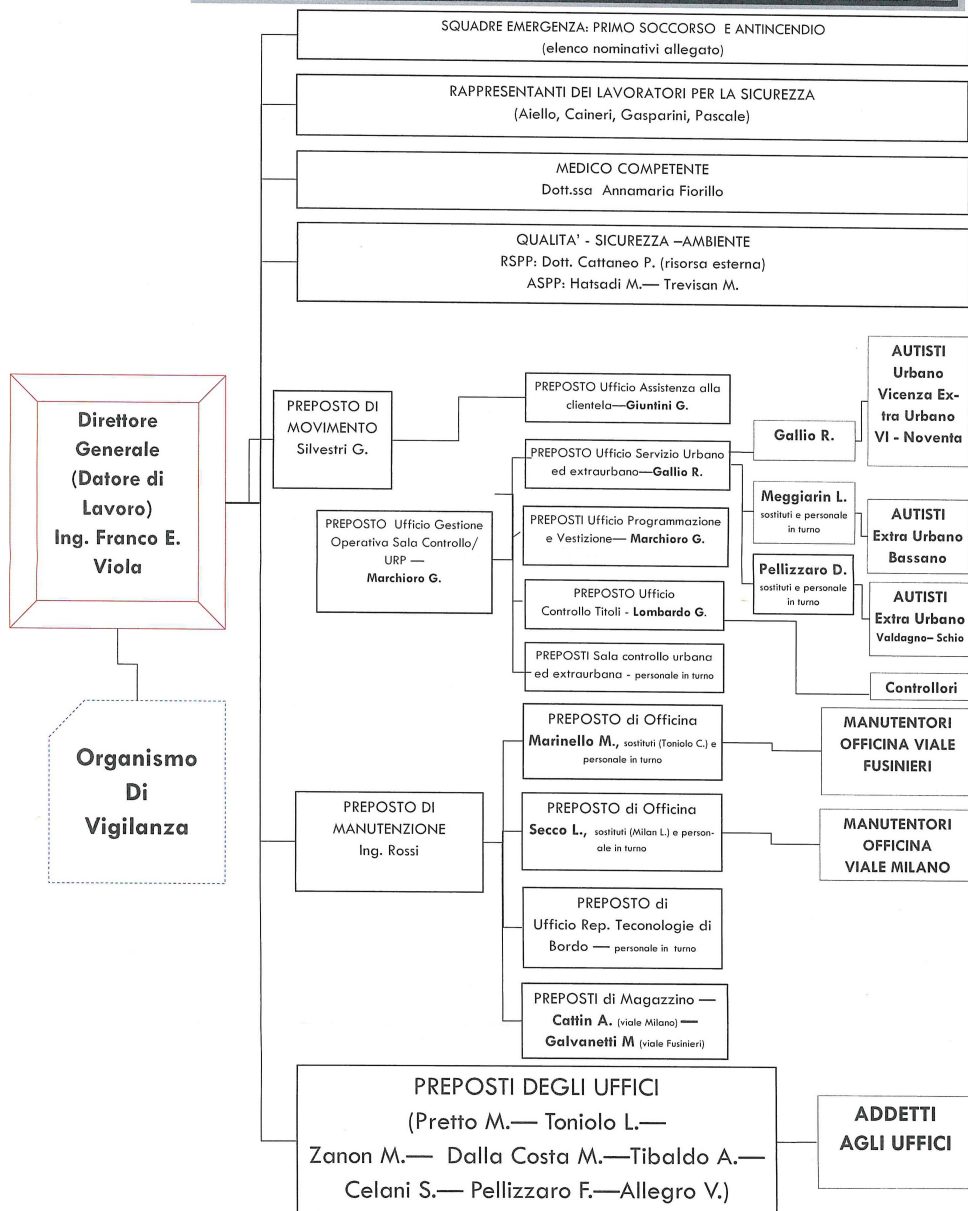 SQUADRE EMERGENZA: PRIMO SOCCORSO E ANTINCENDIO
(elenco nominativi allegato)
RAPPRESENTANTI DEI LAVORATORI PER LA SICUREZZA
(Aiello, Caineri, Gasparini, Pascale)
MEDICO COMPETENTE
Dott.ssa Annamaria Fiorillo
QUALITA' - SICUREZZA –AMBIENTE
RSPP: Dott. Cattaneo P. (risorsa esterna)
ASPP: Hatsadi M.— Trevisan M.
Direttore
Generale
(Datore di
Lavoro)
Ing. Franco E.
Viola
Organismo
Di
Vigilanza
PREPOSTO DI
MOVIMENTO
Silvestri G.
PREPOSTO Ufficio Assistenza alla
clientela—Giuntini G.
PREPOSTO Ufficio Gestione
Operativa Sala Controllo/
URP —
Marchioro G.
PREPOSTO Ufficio Servizio Urbano
ed extraurbano—Gallio R.
PREPOSTI Ufficio Programmazione
e Vestizione— Marchioro G.
PREPOSTO Ufficio
Controllo Titoli - Lombardo G.
PREPOSTI Sala controllo urbana
ed extraurbana - personale in turno
Gallio R.
Meggiarin L.
sostituti e personale
in turno
Pellizzaro D.
sostituti e personale
in turno
AUTISTI
Urbano
Vicenza Ex-
tra Urbano
VI - Noventa
AUTISTI
Extra Urbano
Bassano
AUTISTI
Extra Urbano
Valdagno– Schio
Controllori
PREPOSTO DI
MANUTENZIONE
Ing. Rossi
PREPOSTO di Officina
Marinello M., sostituti (Toniolo C.) e
personale in turno
PREPOSTO di Officina
Secco L., sostituti (Milan L.) e person-
ale in turno
PREPOSTO di
Ufficio Rep. Teconologie di
Bordo — personale in turno
PREPOSTI di Magazzino —
Cattin A. (viale Milano) —
Galvanetti M (viale Fusinieri)
MANUTENTORI
OFFICINA VIALE
FUSINIERI
MANUTENTORI
OFFICINA
VIALE MILANO
PREPOSTI DEGLI UFFICI
(Pretto M.— Toniolo L.—
Zanon M.— Dalla Costa M.—Tibaldo A.—
Celani S.— Pellizzaro F.—Allegro V.)
ADDETTI
AGLI UFFICI